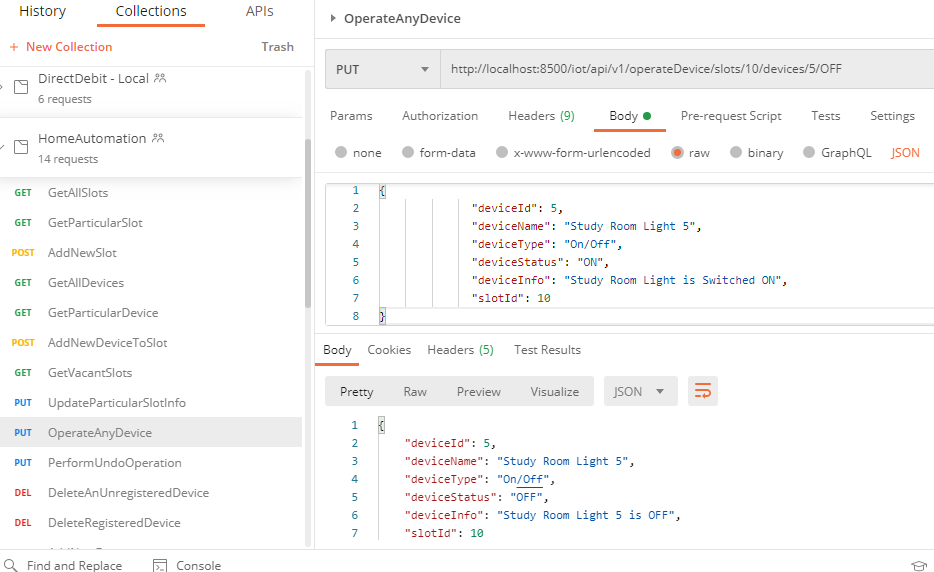 History Collections APIs
+ New Collection Trash
DirectDebit - Local
6 requests
HomeAutomation
14 requests
GET GetAllSlots
GET GetParticularSlot
POST AddNewSlot
GET GetAllDevices
GET GetParticularDevice
POST AddNewDeviceToSlot
GET GetVacantSlots
PUT UpdateParticularSlotInfo
PUT OperateAnyDevice
PUT PerformUndoOperation
DEL DeleteAnUnregisteredDevice
DEL DeleteRegisteredDevice
Find and Replace Console
OperateAnyDevice
PUT http://localhost:8500/iot/api/v1/operateDevice/slots/10/devices/5/OFF
Params Authorization Headers (9) Body Pre-request Script Tests Settings
none form-data x-www-form-urlencoded raw binary GraphQL JSON
1 {
2 "deviceId": 5,
3 "deviceName": "Study Room Light 5",
4 "deviceType": "On/Off",
5 "deviceStatus": "ON",
6 "deviceInfo": "Study Room Light is Switched ON",
7 "slotId": 10
8 }
Body Cookies Headers (5) Test Results
Pretty Raw Preview Visualize JSON
1 {
2 "deviceId": 5,
3 "deviceName": "Study Room Light 5",
4 "deviceType": "On/Off",
5 "deviceStatus": "OFF",
6 "deviceInfo": "Study Room Light 5 is OFF",
7 "slotId": 10